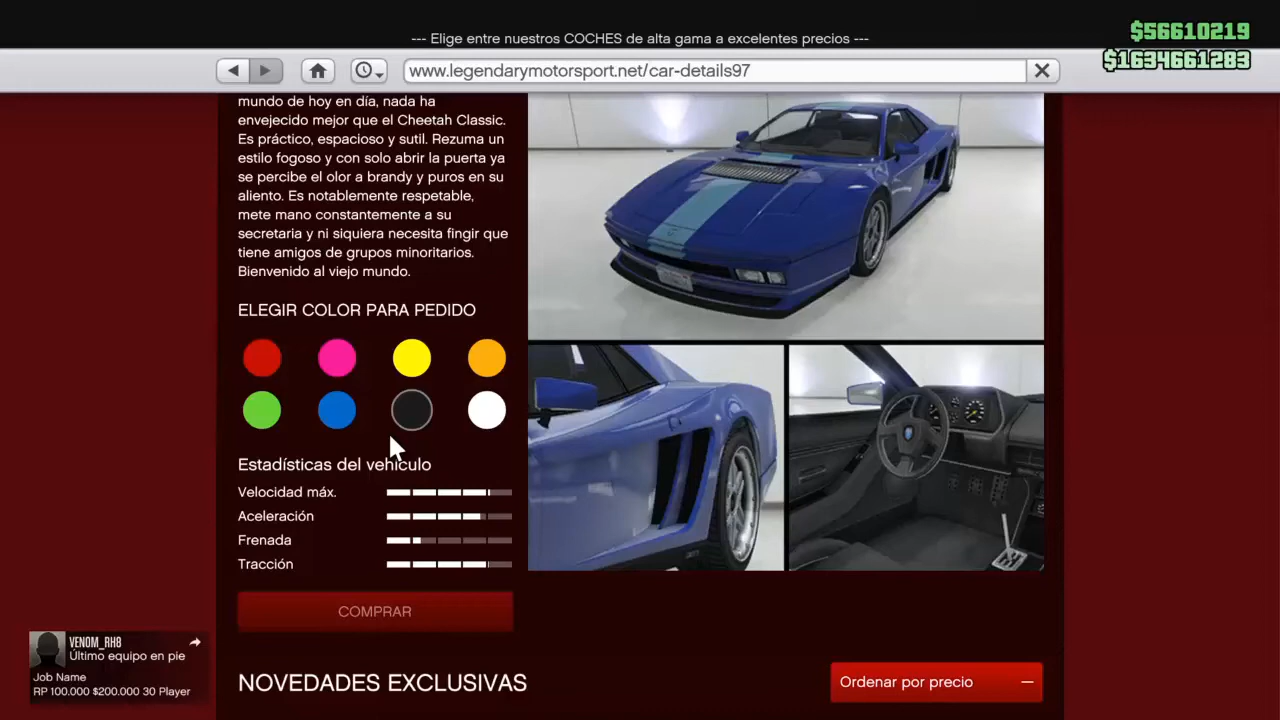 --- Elige entre nuestros COCHES de alta gama a excelentes precios ---
$56610219
$1634661283
www.legendarymotorsport.net/car-details97
mundo de hoy en día, nada ha
envejecido mejor que el Cheetah Classic.
Es práctico, espacioso y sutil. Rezuma un
estilo fogoso y con solo abrir la puerta ya
se percibe el olor a brandy y puros en su
aliento. Es notablemente respetable,
mete mano constantemente a su
secretaria y ni siquiera necesita fingir que
tiene amigos de grupos minoritarios.
Bienvenido al viejo mundo.
ELEGIR COLOR PARA PEDIDO
Estadísticas del vehículo
Velocidad máx.
Aceleración
Frenada
Tracción
COMPRAR
VENOM_RH8
Último equipo en pie
Job Name
RP 100.000 $200.000 30 Player
NOVEDADES EXCLUSIVAS
Ordenar por precio